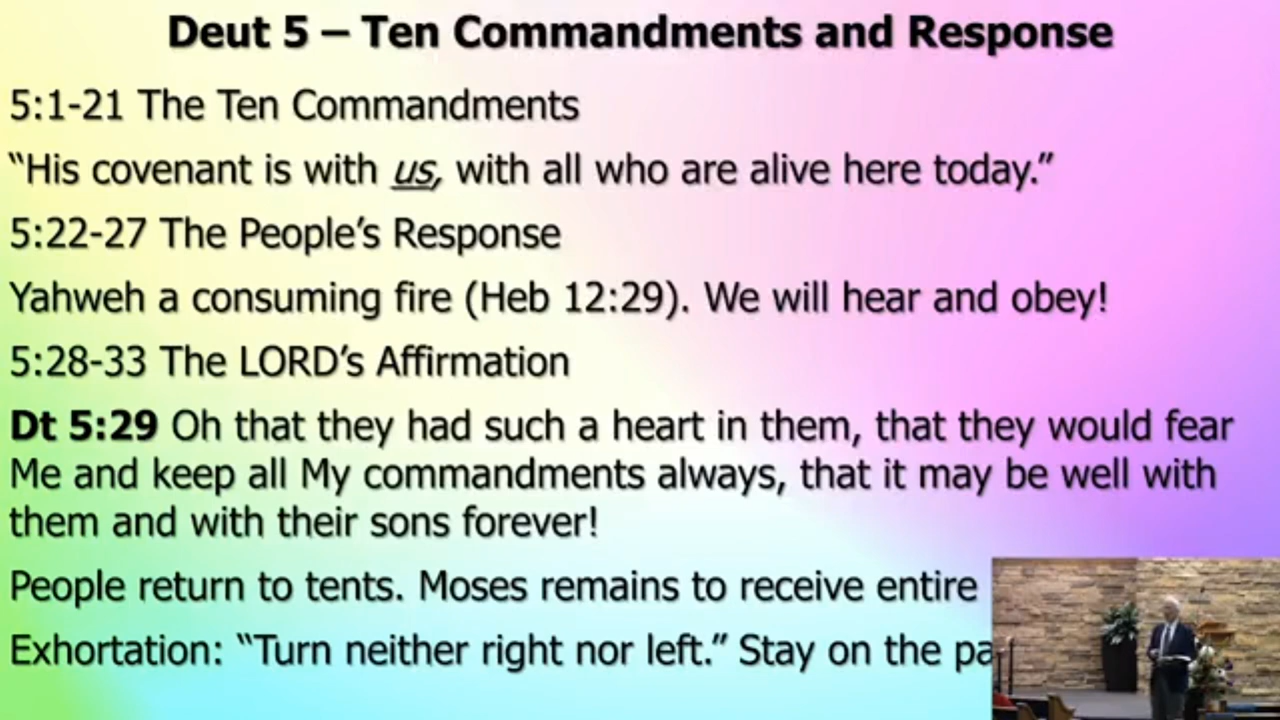 Deut 5 – Ten Commandments and Response
5:1-21 The Ten Commandments
“His covenant is with us, with all who are alive here today.”
5:22-27 The People’s Response
Yahweh a consuming fire (Heb 12:29). We will hear and obey!
5:28-33 The LORD’s Affirmation
Dt 5:29 Oh that they had such a heart in them, that they would fear
Me and keep all My commandments always, that it may be well with
them and with their sons forever!
People return to tents. Moses remains to receive entire
Exhortation: “Turn neither right nor left.” Stay on the